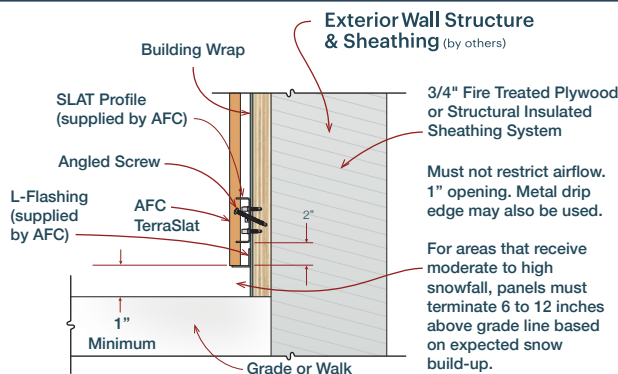 Exterior Wall Structure
& Sheathing (by others)
Building Wrap
SLAT Profile
(supplied by AFC)
Angled Screw
L-Flashing
(supplied
by AFC)
AFC
TerraSlat
2"
1”
Minimum
Grade or Walk
3/4" Fire Treated Plywood
or Structural Insulated
Sheathing System
Must not restrict airflow.
1” opening. Metal drip
edge may also be used.
For areas that receive
moderate to high
snowfall, panels must
terminate 6 to 12 inches
above grade line based
on expected snow
build-up.